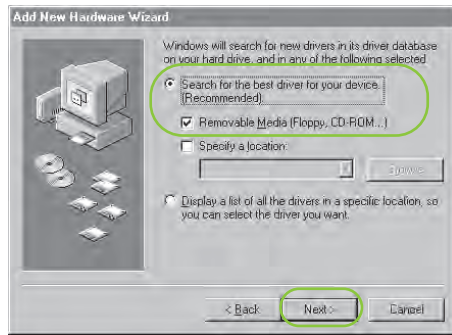 Add New Hardware Wizard
Windows will search for new drivers in its driver database
on your hard drive, and in any of the following selected
Search for the best driver for your device.
(Recommended).
Removable Media (Floppy, CD-ROM...)
Specify a location:
Browse...
Display a list of all the drivers in a specific location, so
you can select the driver you want.
< Back
Next >
Cancel